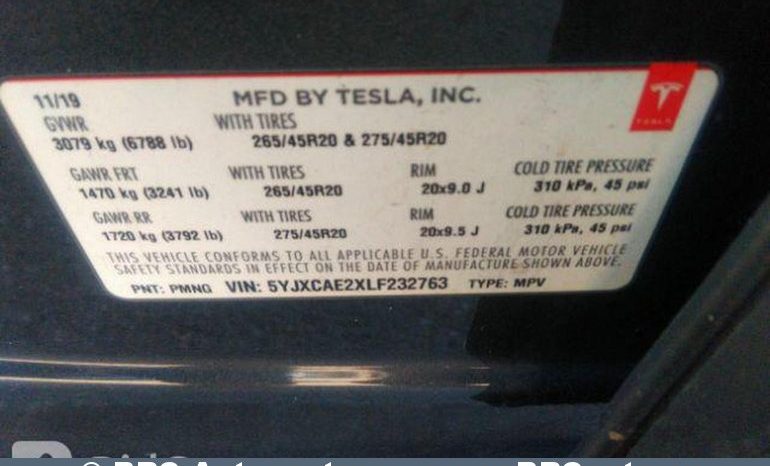 11/19 MFD BY TESLA, INC.
TESLA
GVWR WITH TIRES
3079 kg (6788 lb) 265/45R20 & 275/45R20
GAWR FRT WITH TIRES RIM COLD TIRE PRESSURE
1470 kg (3241 lb) 265/45R20 20x9.0 J 310 kPa, 45 psi
GAWR RR WITH TIRES RIM COLD TIRE PRESSURE
1720 kg (3792 lb) 275/45R20 20x9.5 J 310 kPa, 45 psi
THIS VEHICLE CONFORMS TO ALL APPLICABLE U.S. FEDERAL MOTOR VEHICLE
SAFETY STANDARDS IN EFFECT ON THE DATE OF MANUFACTURE SHOWN ABOVE.
PNT: PMNG VIN: 5YJXCAE2XLF232763 TYPE: MPV